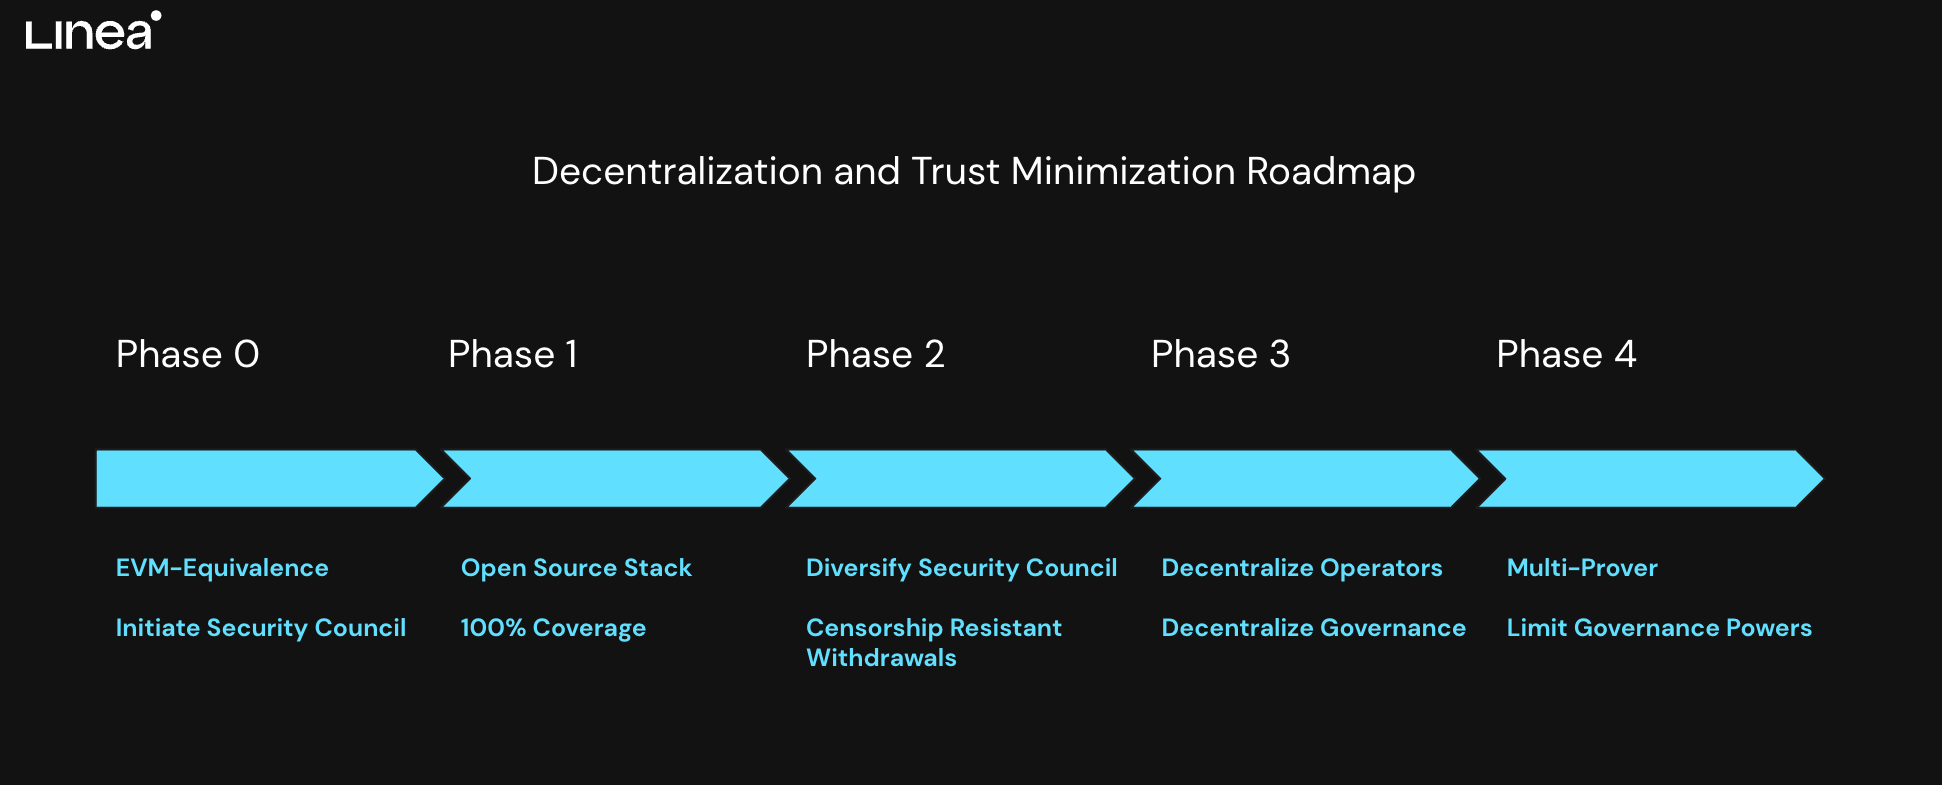 Linea
Decentralization and Trust Minimization Roadmap
Phase 0
Phase 1
Phase 2
Phase 3
Phase 4
EVM-Equivalence
Initiate Security Council
Open Source Stack
100% Coverage
Diversify Security Council
Censorship Resistant
Withdrawals
Decentralize Operators
Decentralize Governance
Multi-Prover
Limit Governance Powers